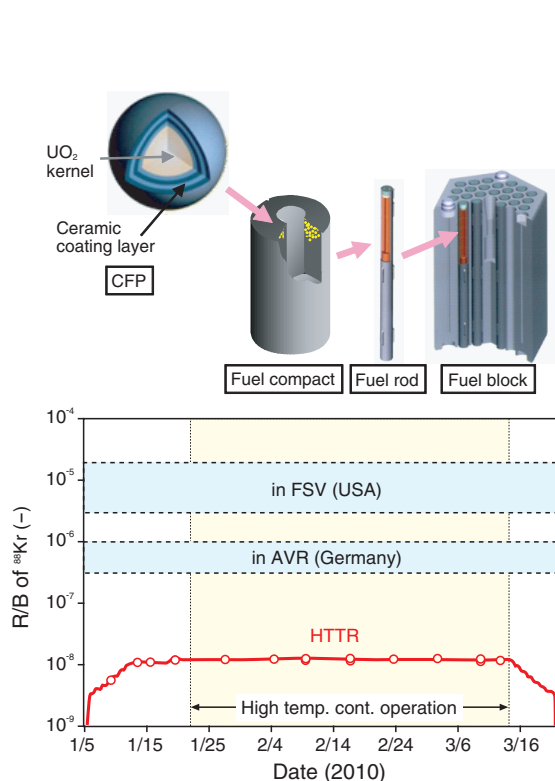 UO₂
kernel
Ceramic
coating layer
CFP
Fuel compact
Fuel rod
Fuel block
R/B of ⁸⁸Kr (−)
10⁻⁴
10⁻⁵
10⁻⁶
10⁻⁷
10⁻⁸
10⁻⁹
in FSV (USA)
in AVR (Germany)
HTTR
High temp. cont. operation
1/5 1/15 1/25 2/4 2/14 2/24 3/6 3/16
Date (2010)